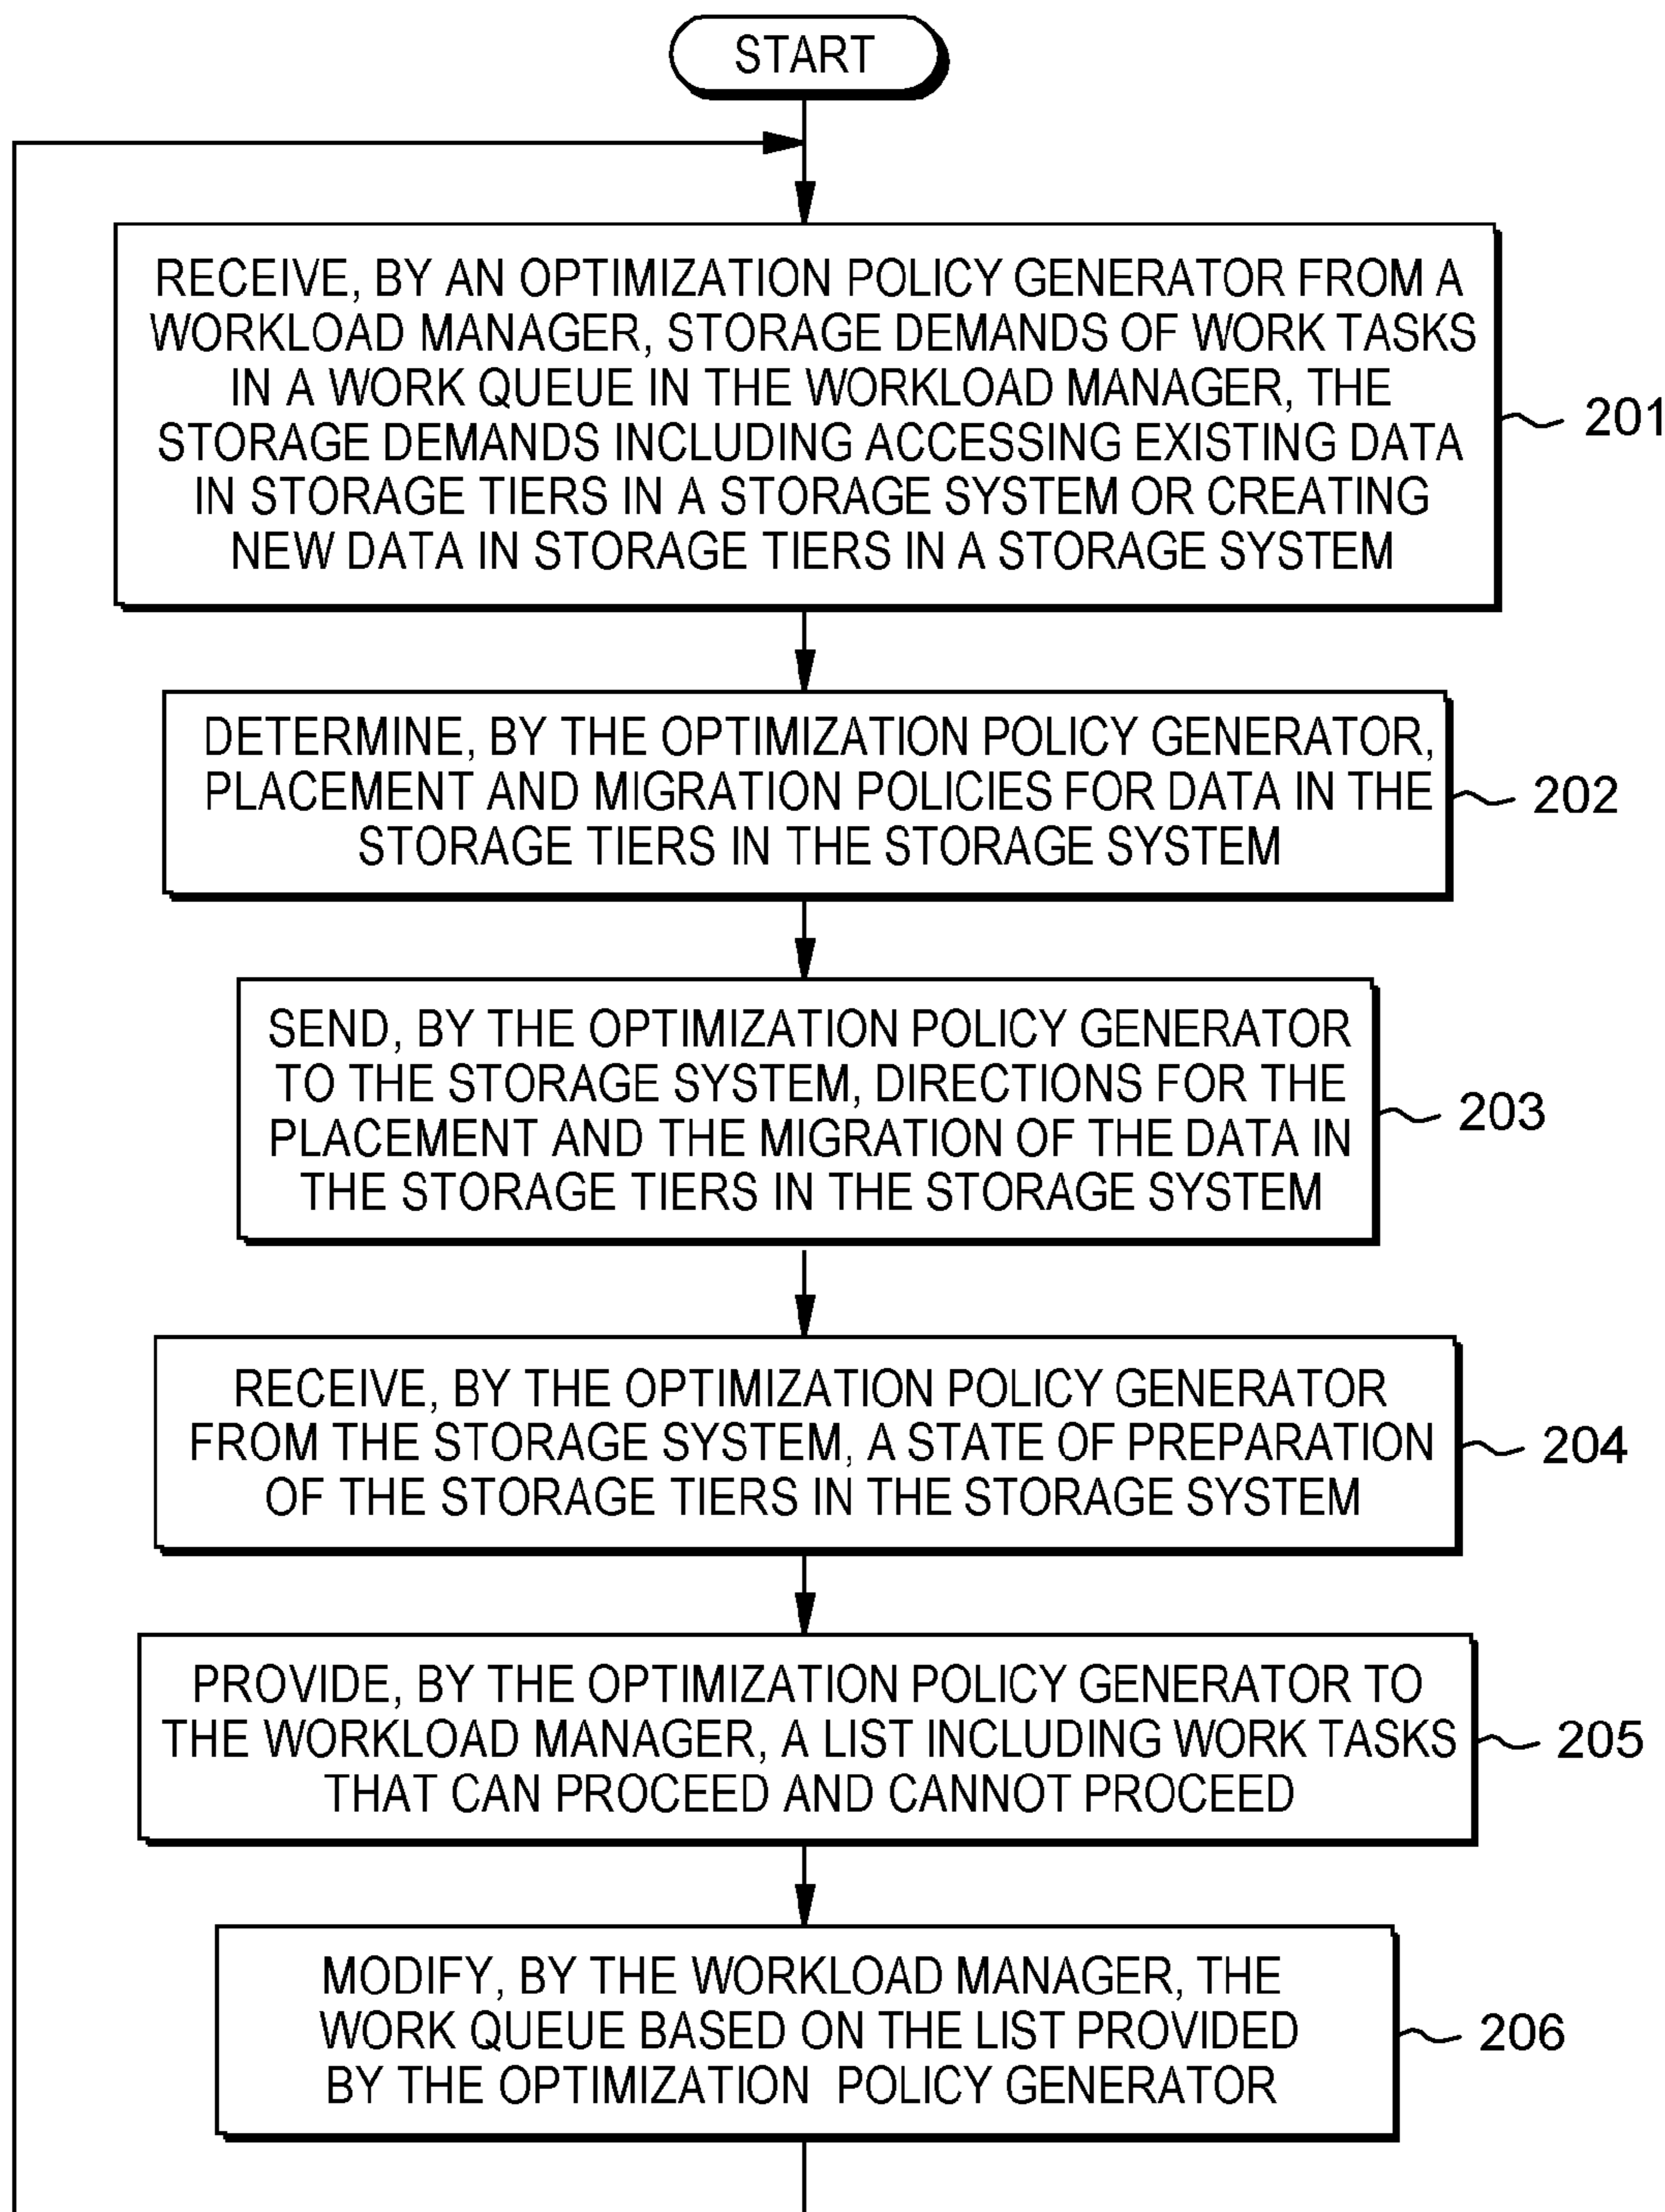 START
RECEIVE, BY AN OPTIMIZATION POLICY GENERATOR FROM A
WORKLOAD MANAGER, STORAGE DEMANDS OF WORK TASKS
IN A WORK QUEUE IN THE WORKLOAD MANAGER, THE
STORAGE DEMANDS INCLUDING ACCESSING EXISTING DATA
IN STORAGE TIERS IN A STORAGE SYSTEM OR CREATING
NEW DATA IN STORAGE TIERS IN A STORAGE SYSTEM
201
DETERMINE, BY THE OPTIMIZATION POLICY GENERATOR,
PLACEMENT AND MIGRATION POLICIES FOR DATA IN THE
STORAGE TIERS IN THE STORAGE SYSTEM
202
SEND, BY THE OPTIMIZATION POLICY GENERATOR
TO THE STORAGE SYSTEM, DIRECTIONS FOR THE
PLACEMENT AND THE MIGRATION OF THE DATA IN
THE STORAGE TIERS IN THE STORAGE SYSTEM
203
RECEIVE, BY THE OPTIMIZATION POLICY GENERATOR
FROM THE STORAGE SYSTEM, A STATE OF PREPARATION
OF THE STORAGE TIERS IN THE STORAGE SYSTEM
204
PROVIDE, BY THE OPTIMIZATION POLICY GENERATOR TO
THE WORKLOAD MANAGER, A LIST INCLUDING WORK TASKS
THAT CAN PROCEED AND CANNOT PROCEED
205
MODIFY, BY THE WORKLOAD MANAGER, THE
WORK QUEUE BASED ON THE LIST PROVIDED
BY THE OPTIMIZATION POLICY GENERATOR
206